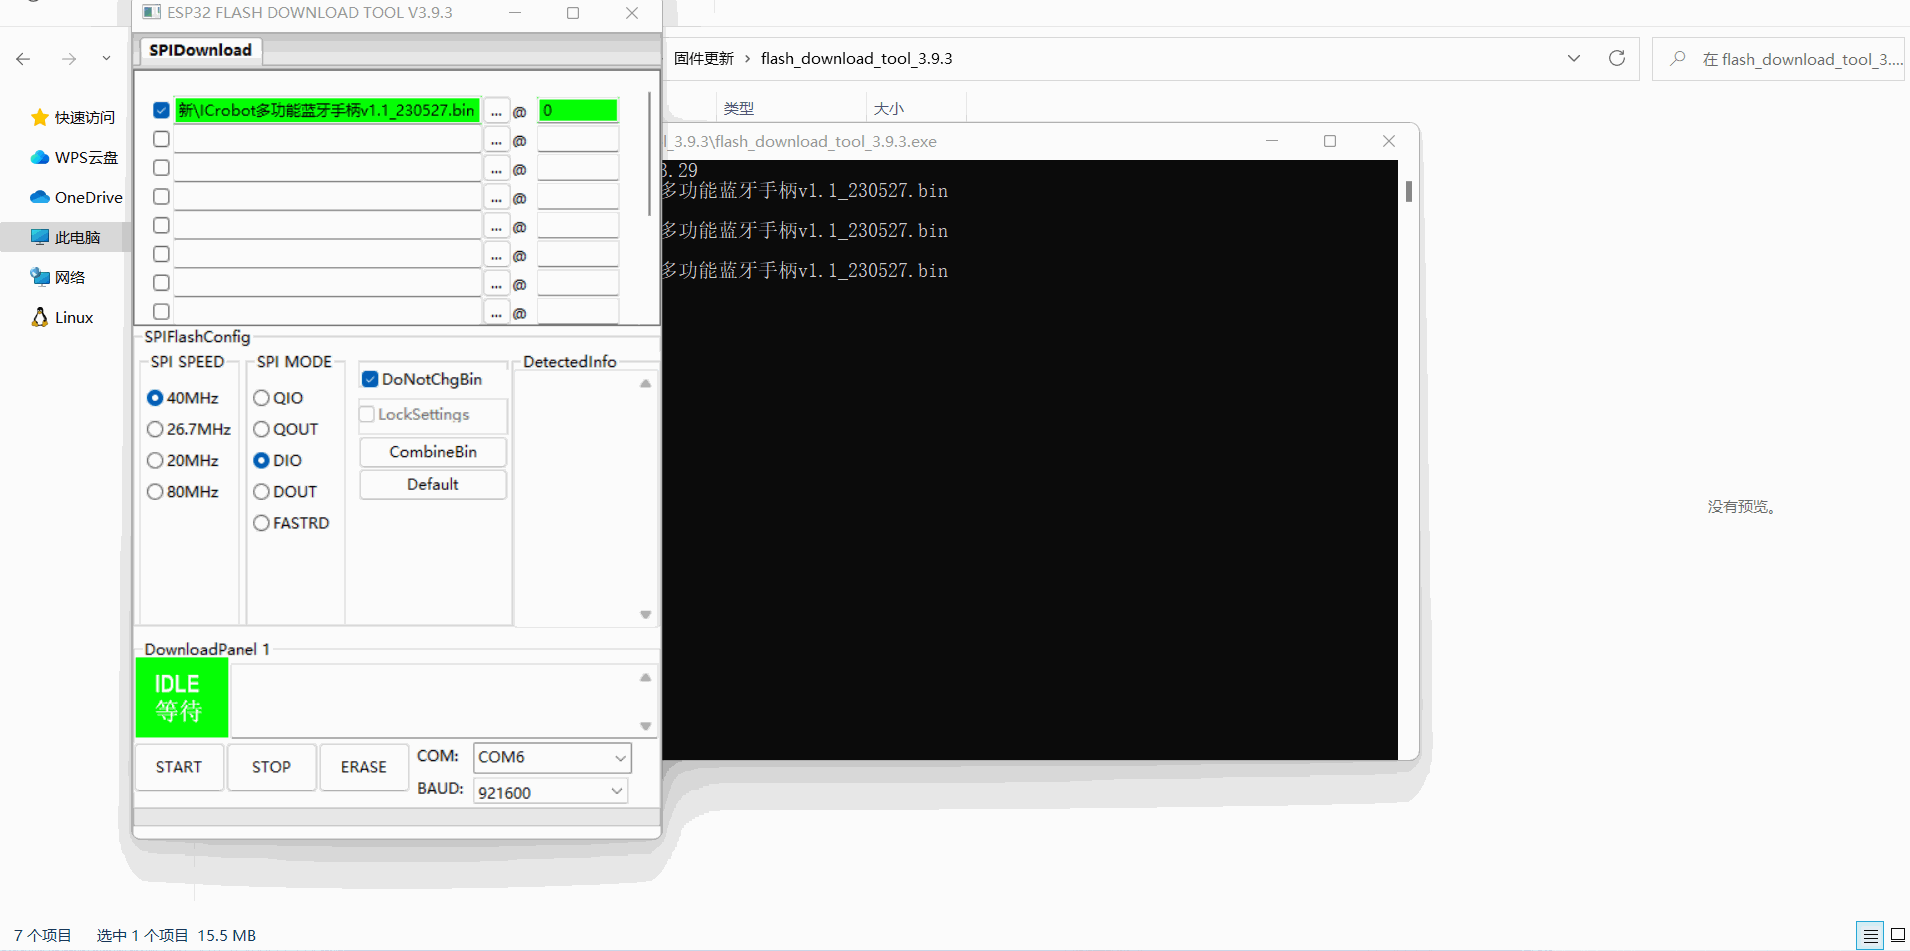 ESP32 FLASH DOWNLOAD TOOL V3.9.3
SPIDownload
新\ICrobot多功能蓝牙手柄v1.1_230527.bin ... @ 0
... @
... @
... @
... @
... @
... @
... @
SPIFlashConfig
SPI SPEED
40MHz
26.7MHz
20MHz
80MHz
SPI MODE
QIO
QOUT
DIO
DOUT
FASTRD
DoNotChgBin
LockSettings
CombineBin
Default
DetectedInfo
DownloadPanel 1
IDLE
等待
START STOP ERASE
COM: COM6
BAUD: 921600
快速访问
WPS云盘
OneDrive
此电脑
网络
Linux
固件更新 › flash_download_tool_3.9.3
在 flash_download_tool_3....
类型 大小
_3.9.3\flash_download_tool_3.9.3.exe
3.29
多功能蓝牙手柄v1.1_230527.bin
多功能蓝牙手柄v1.1_230527.bin
多功能蓝牙手柄v1.1_230527.bin
没有预览。
7 个项目 选中 1 个项目 15.5 MB